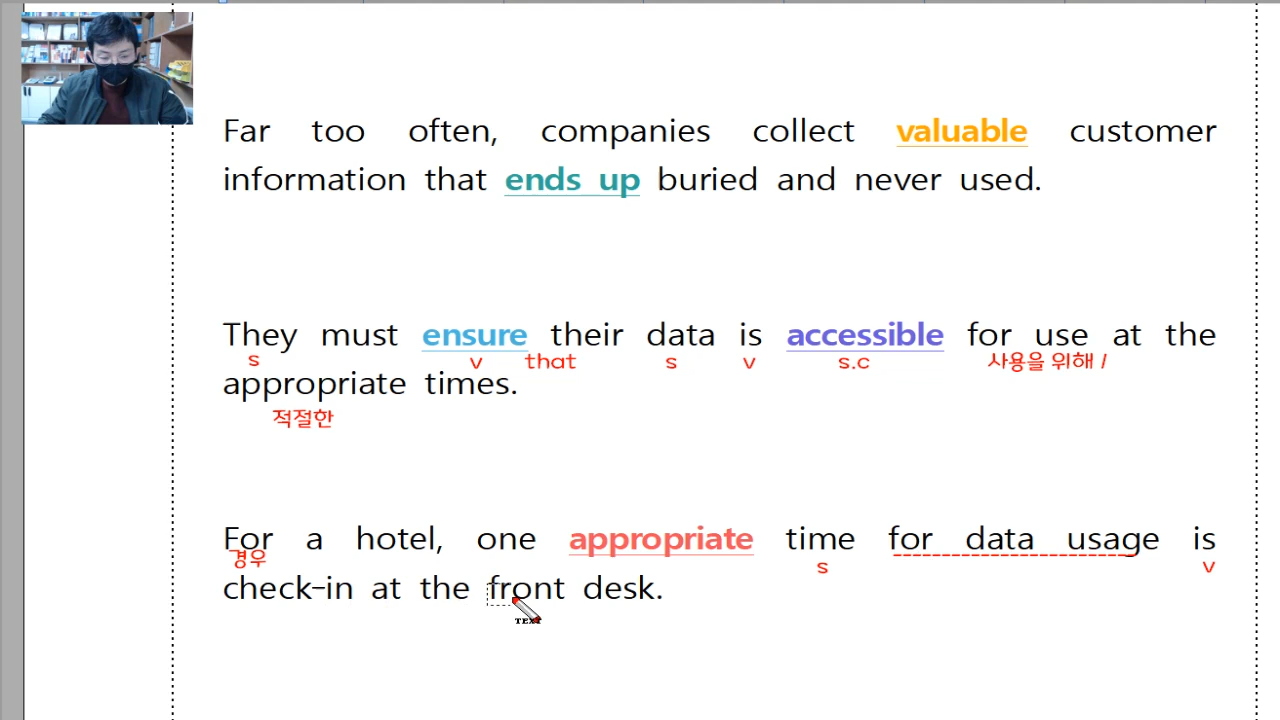 Far too often, companies collect valuable customer
information that ends up buried and never used.
They must ensure their data is accessible for use at the
s v that s v s.c 사용을 위해 /
appropriate times.
적절한
For a hotel, one appropriate time for data usage is
경우 s v
check-in at the front desk.
TEXT